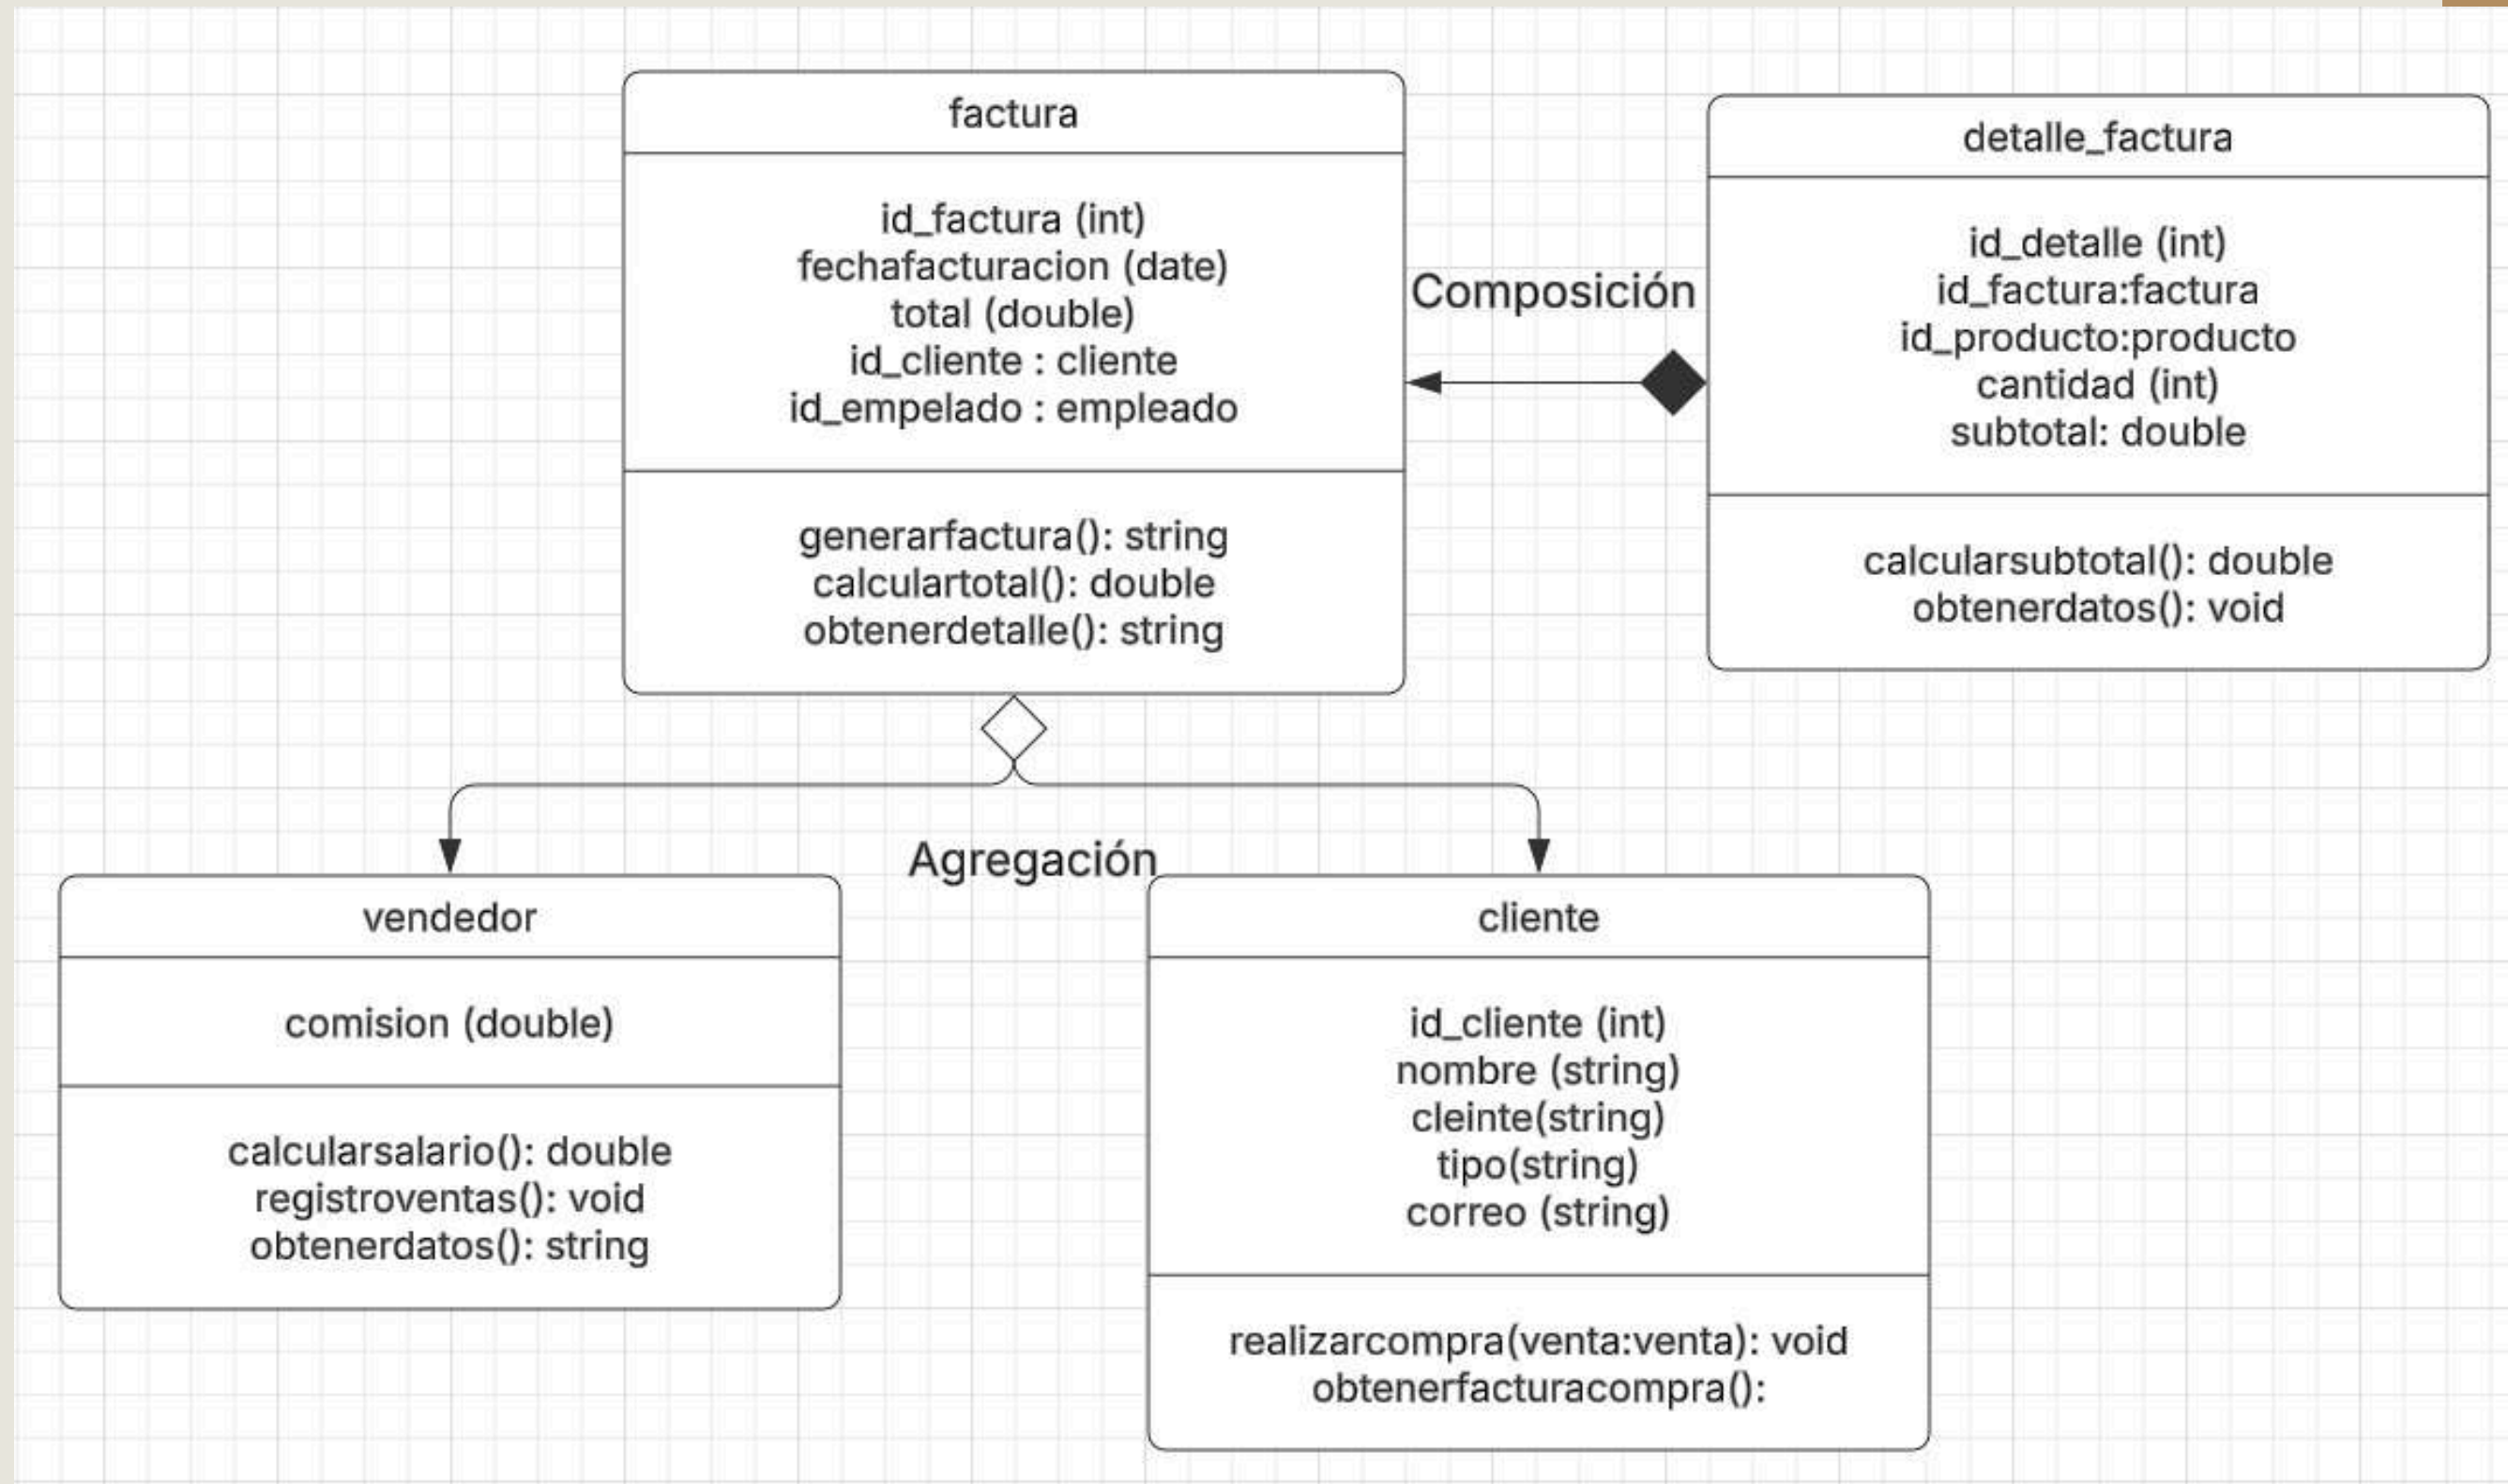 factura
id_factura (int)
fechafacturacion (date)
total (double)
id_cliente : cliente
id_empelado : empleado
generarfactura(): string
calculartotal(): double
obtenerdetalle(): string
Composición
detalle_factura
id_detalle (int)
id_factura:factura
id_producto:producto
cantidad (int)
subtotal: double
calcularsubtotal(): double
obtenerdatos(): void
Agregación
vendedor
comision (double)
calcularsalario(): double
registroventas(): void
obtenerdatos(): string
cliente
id_cliente (int)
nombre (string)
cleinte(string)
tipo(string)
correo (string)
realizarcompra(venta:venta): void
obtenerfacturacompra():